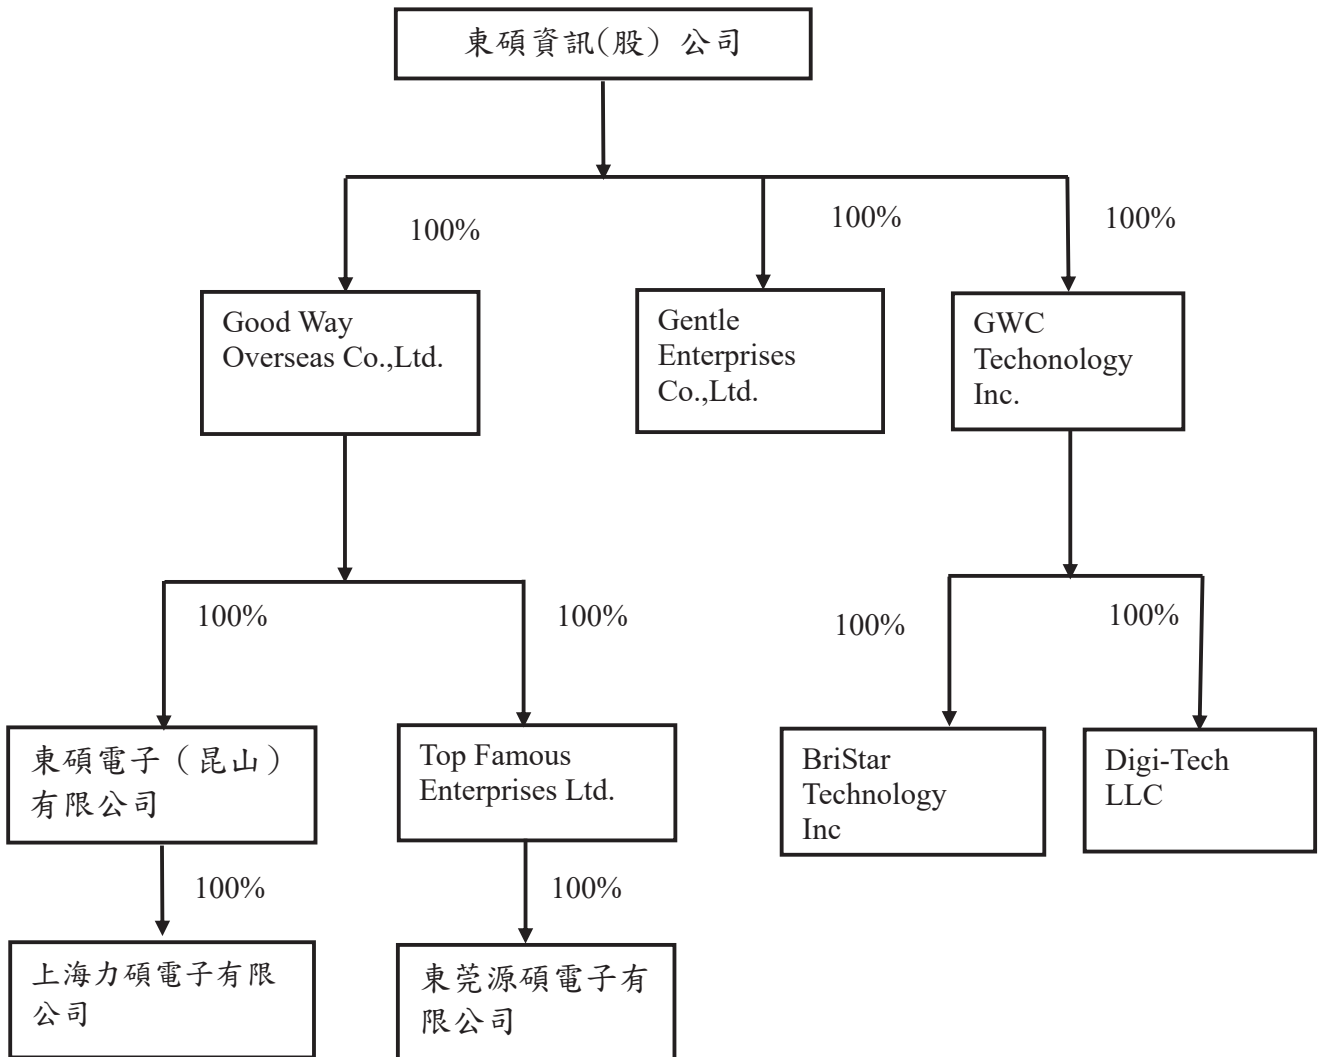 東碩資訊(股) 公司
100%
100%
100%
Good Way
Overseas Co.,Ltd.
Gentle
Enterprises
Co.,Ltd.
GWC
Techonology
Inc.
100%
100%
100%
100%
東碩電子（昆山）
有限公司
Top Famous
Enterprises Ltd.
BriStar
Technology
Inc
Digi-Tech
LLC
100%
100%
上海力碩電子有限
公司
東莞源碩電子有
限公司